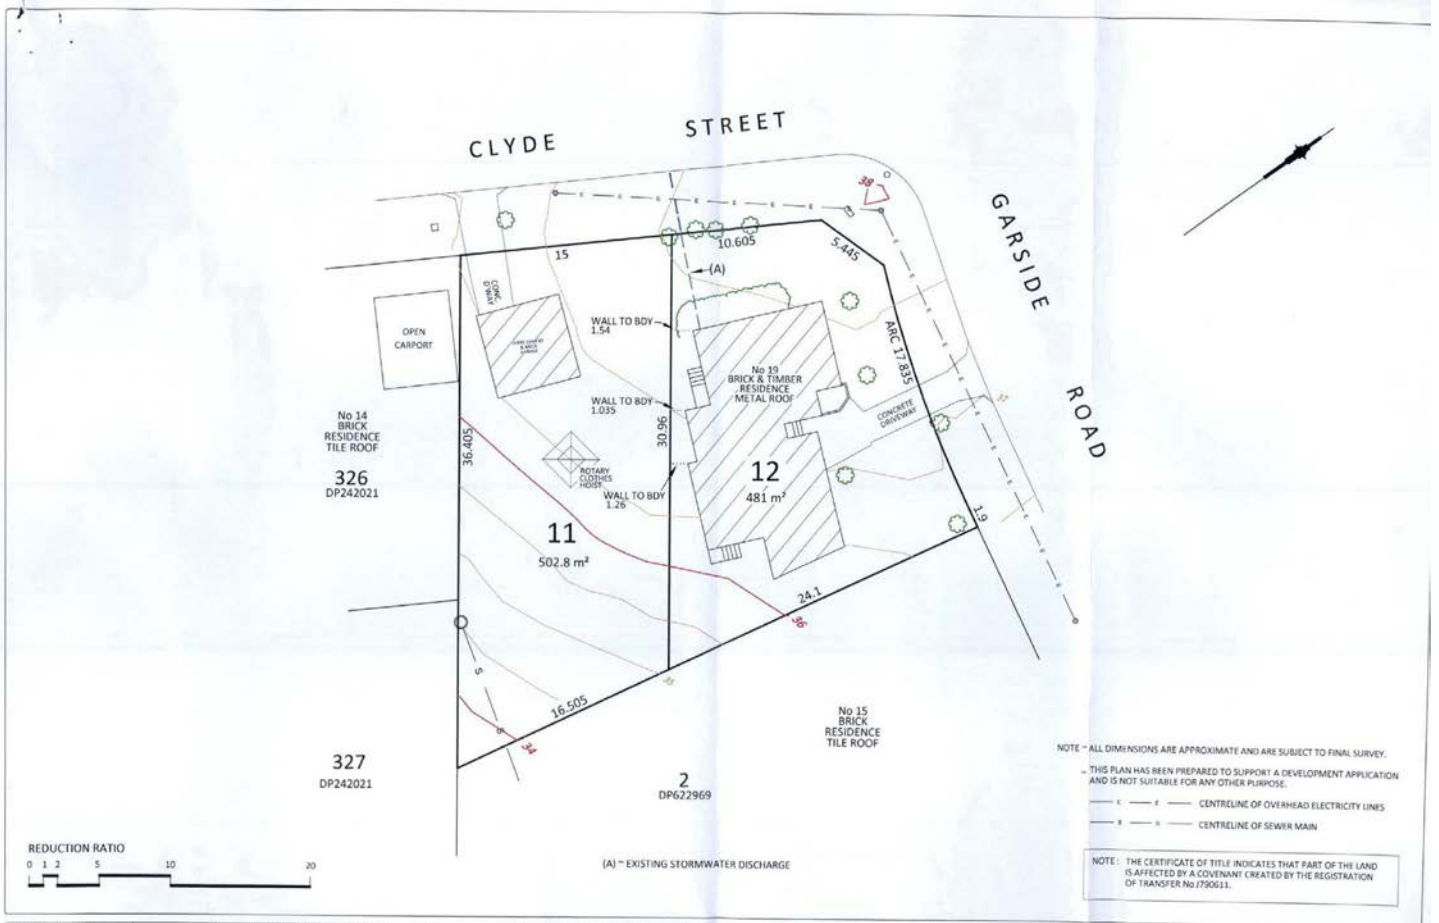 CLYDE STREET
GARSIDE ROAD
38
(A)
15
10.605
5.445
ARC 17.835
CONC.
D'WAY
OPEN
CARPORT
WALL TO BDY
1.54
WALL TO BDY
1.035
WALL TO BDY
1.26
No 19
BRICK & TIMBER
RESIDENCE
METAL ROOF
CONCRETE
DRIVEWAY
37
No 14
BRICK
RESIDENCE
TILE ROOF
326
DP242021
36.405
30.96
ROTARY
CLOTHES
HOIST
12
481 m²
11
502.8 m²
1.9
24.1
36
35
16.505
34
S
S
E E E E E E E
E E E E E E E
No 15
BRICK
RESIDENCE
TILE ROOF
327
DP242021
2
DP622969
NOTE ~ ALL DIMENSIONS ARE APPROXIMATE AND ARE SUBJECT TO FINAL SURVEY.
~ THIS PLAN HAS BEEN PREPARED TO SUPPORT A DEVELOPMENT APPLICATION
AND IS NOT SUITABLE FOR ANY OTHER PURPOSE.
E E CENTRELINE OF OVERHEAD ELECTRICITY LINES
CENTRELINE OF SEWER MAIN
REDUCTION RATIO
0 1 2 5 10 20
(A) ~ EXISTING STORMWATER DISCHARGE
NOTE: THE CERTIFICATE OF TITLE INDICATES THAT PART OF THE LAND
IS AFFECTED BY A COVENANT CREATED BY THE REGISTRATION
OF TRANSFER No J790611.